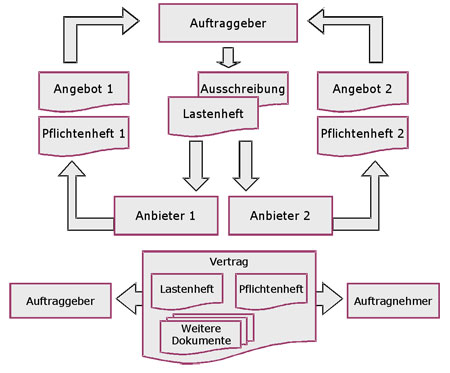 Auftraggeber
Angebot 1
Ausschreibung
Angebot 2
Pflichtenheft 1
Lastenheft
Pflichtenheft 2
Anbieter 1
Anbieter 2
Vertrag
Auftraggeber
Lastenheft
Pflichtenheft
Auftragnehmer
Weitere
Dokumente